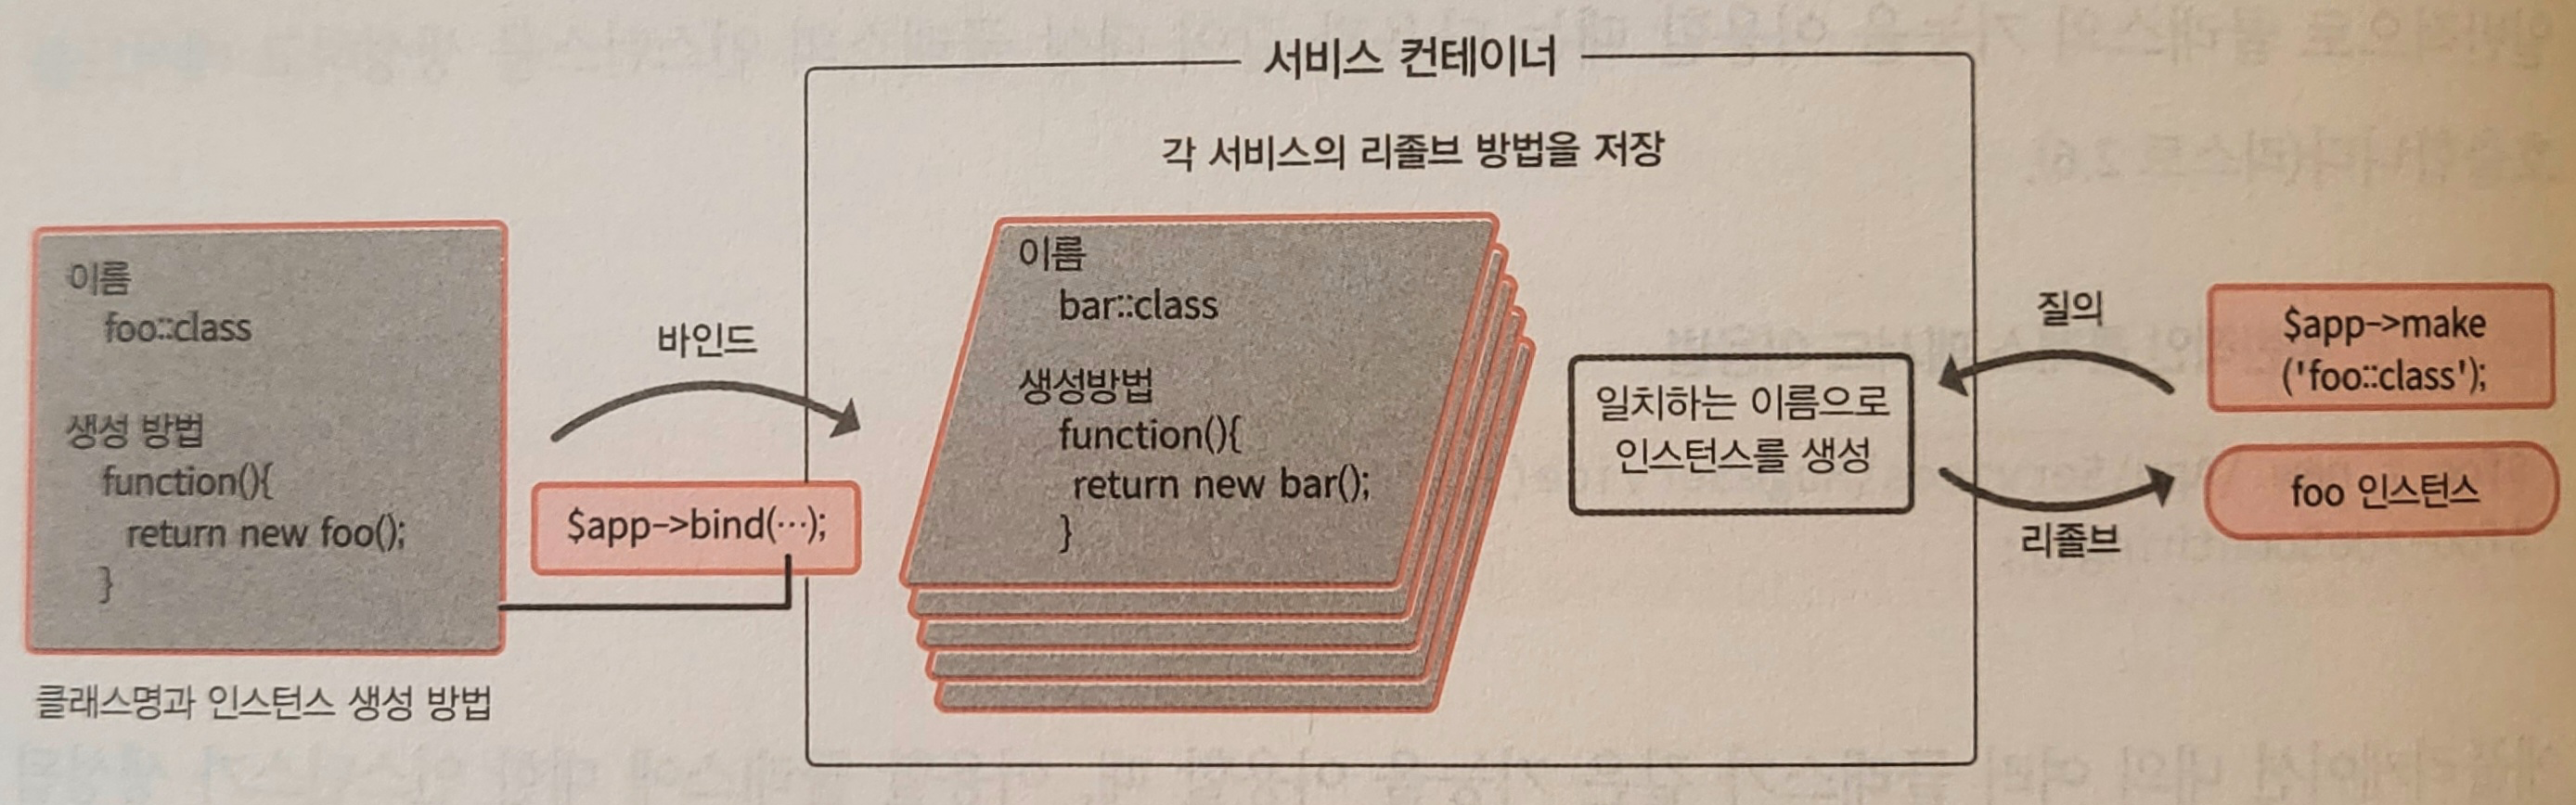 서비스 컨테이너
각 서비스의 리졸브 방법을 저장
이름
foo::class
생성 방법
function(){
return new foo();
}
클래스명과 인스턴스 생성 방법
바인드
$app->bind(…);
이름
bar::class
생성방법
function(){
return new bar();
}
일치하는 이름으로
인스턴스를 생성
질의
$app->make
('foo::class');
foo 인스턴스
리졸브